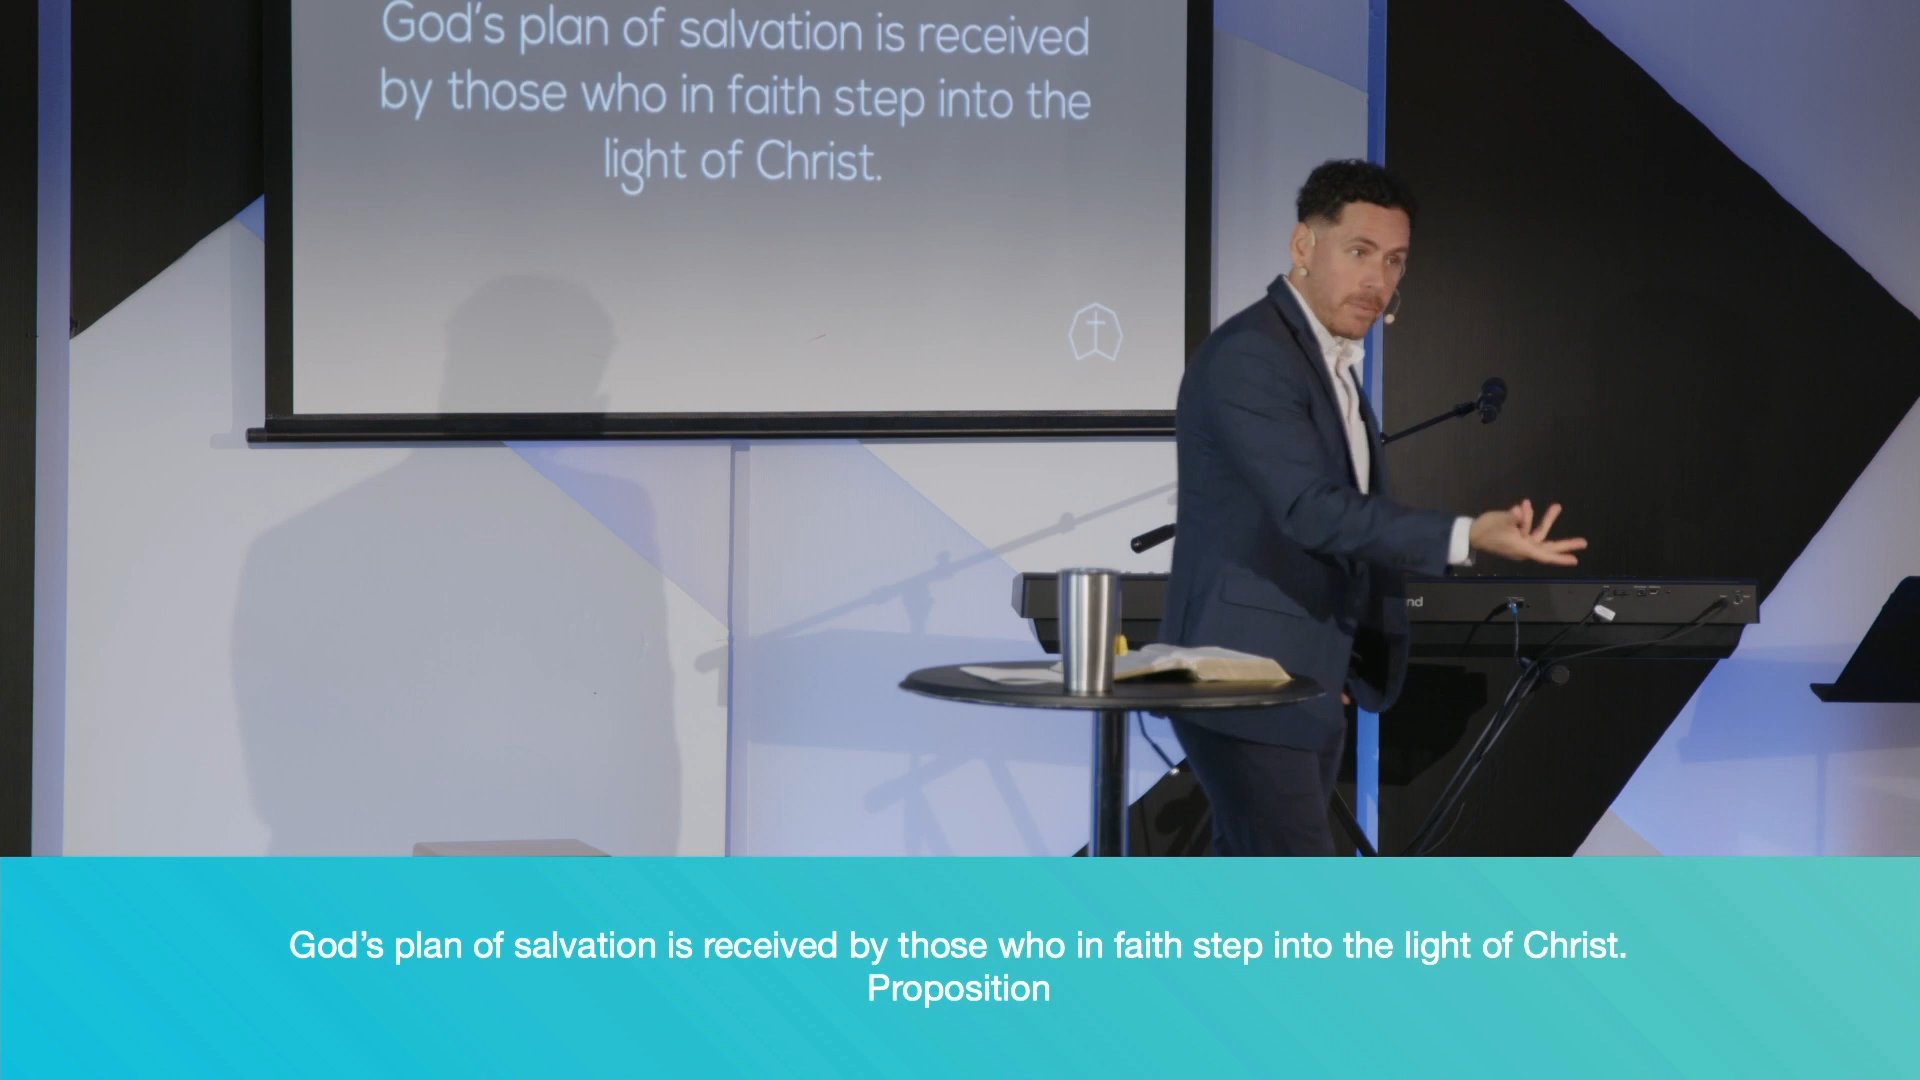 God's plan of salvation is received
by those who in faith step into the
light of Christ.
nd
God's plan of salvation is received by those who in faith step into the light of Christ.
Proposition